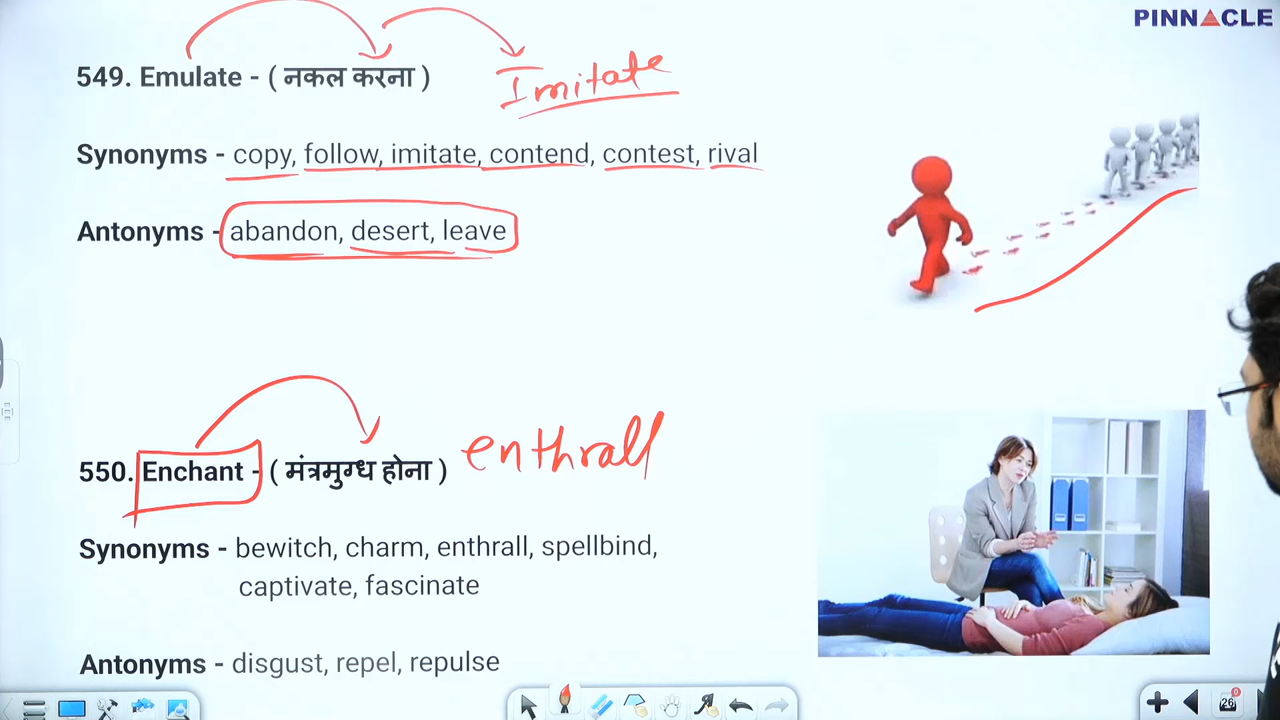 PINNACLE
549. Emulate - ( नकल करना )
Imitate
Synonyms - copy, follow, imitate, contend, contest, rival
Antonyms - abandon, desert, leave
550. Enchant - ( मंत्रमुग्ध होना )
enthrall
Synonyms - bewitch, charm, enthrall, spellbind,
captivate, fascinate
Antonyms - disgust, repel, repulse
26
0